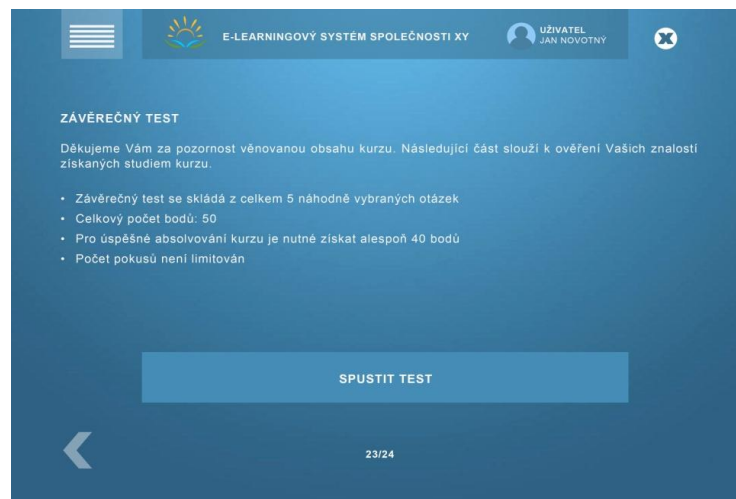 E-LEARNINGOVÝ SYSTÉM SPOLEČNOSTI XY
UŽIVATEL
JAN NOVOTNÝ
ZÁVĚREČNÝ TEST
Děkujeme Vám za pozornost věnovanou obsahu kurzu. Následující část slouží k ověření Vašich znalostí
získaných studiem kurzu.
• Závěrečný test se skládá z celkem 5 náhodně vybraných otázek
• Celkový počet bodů: 50
• Pro úspěšné absolvování kurzu je nutné získat alespoň 40 bodů
• Počet pokusů není limitován
SPUSTIT TEST
23/24